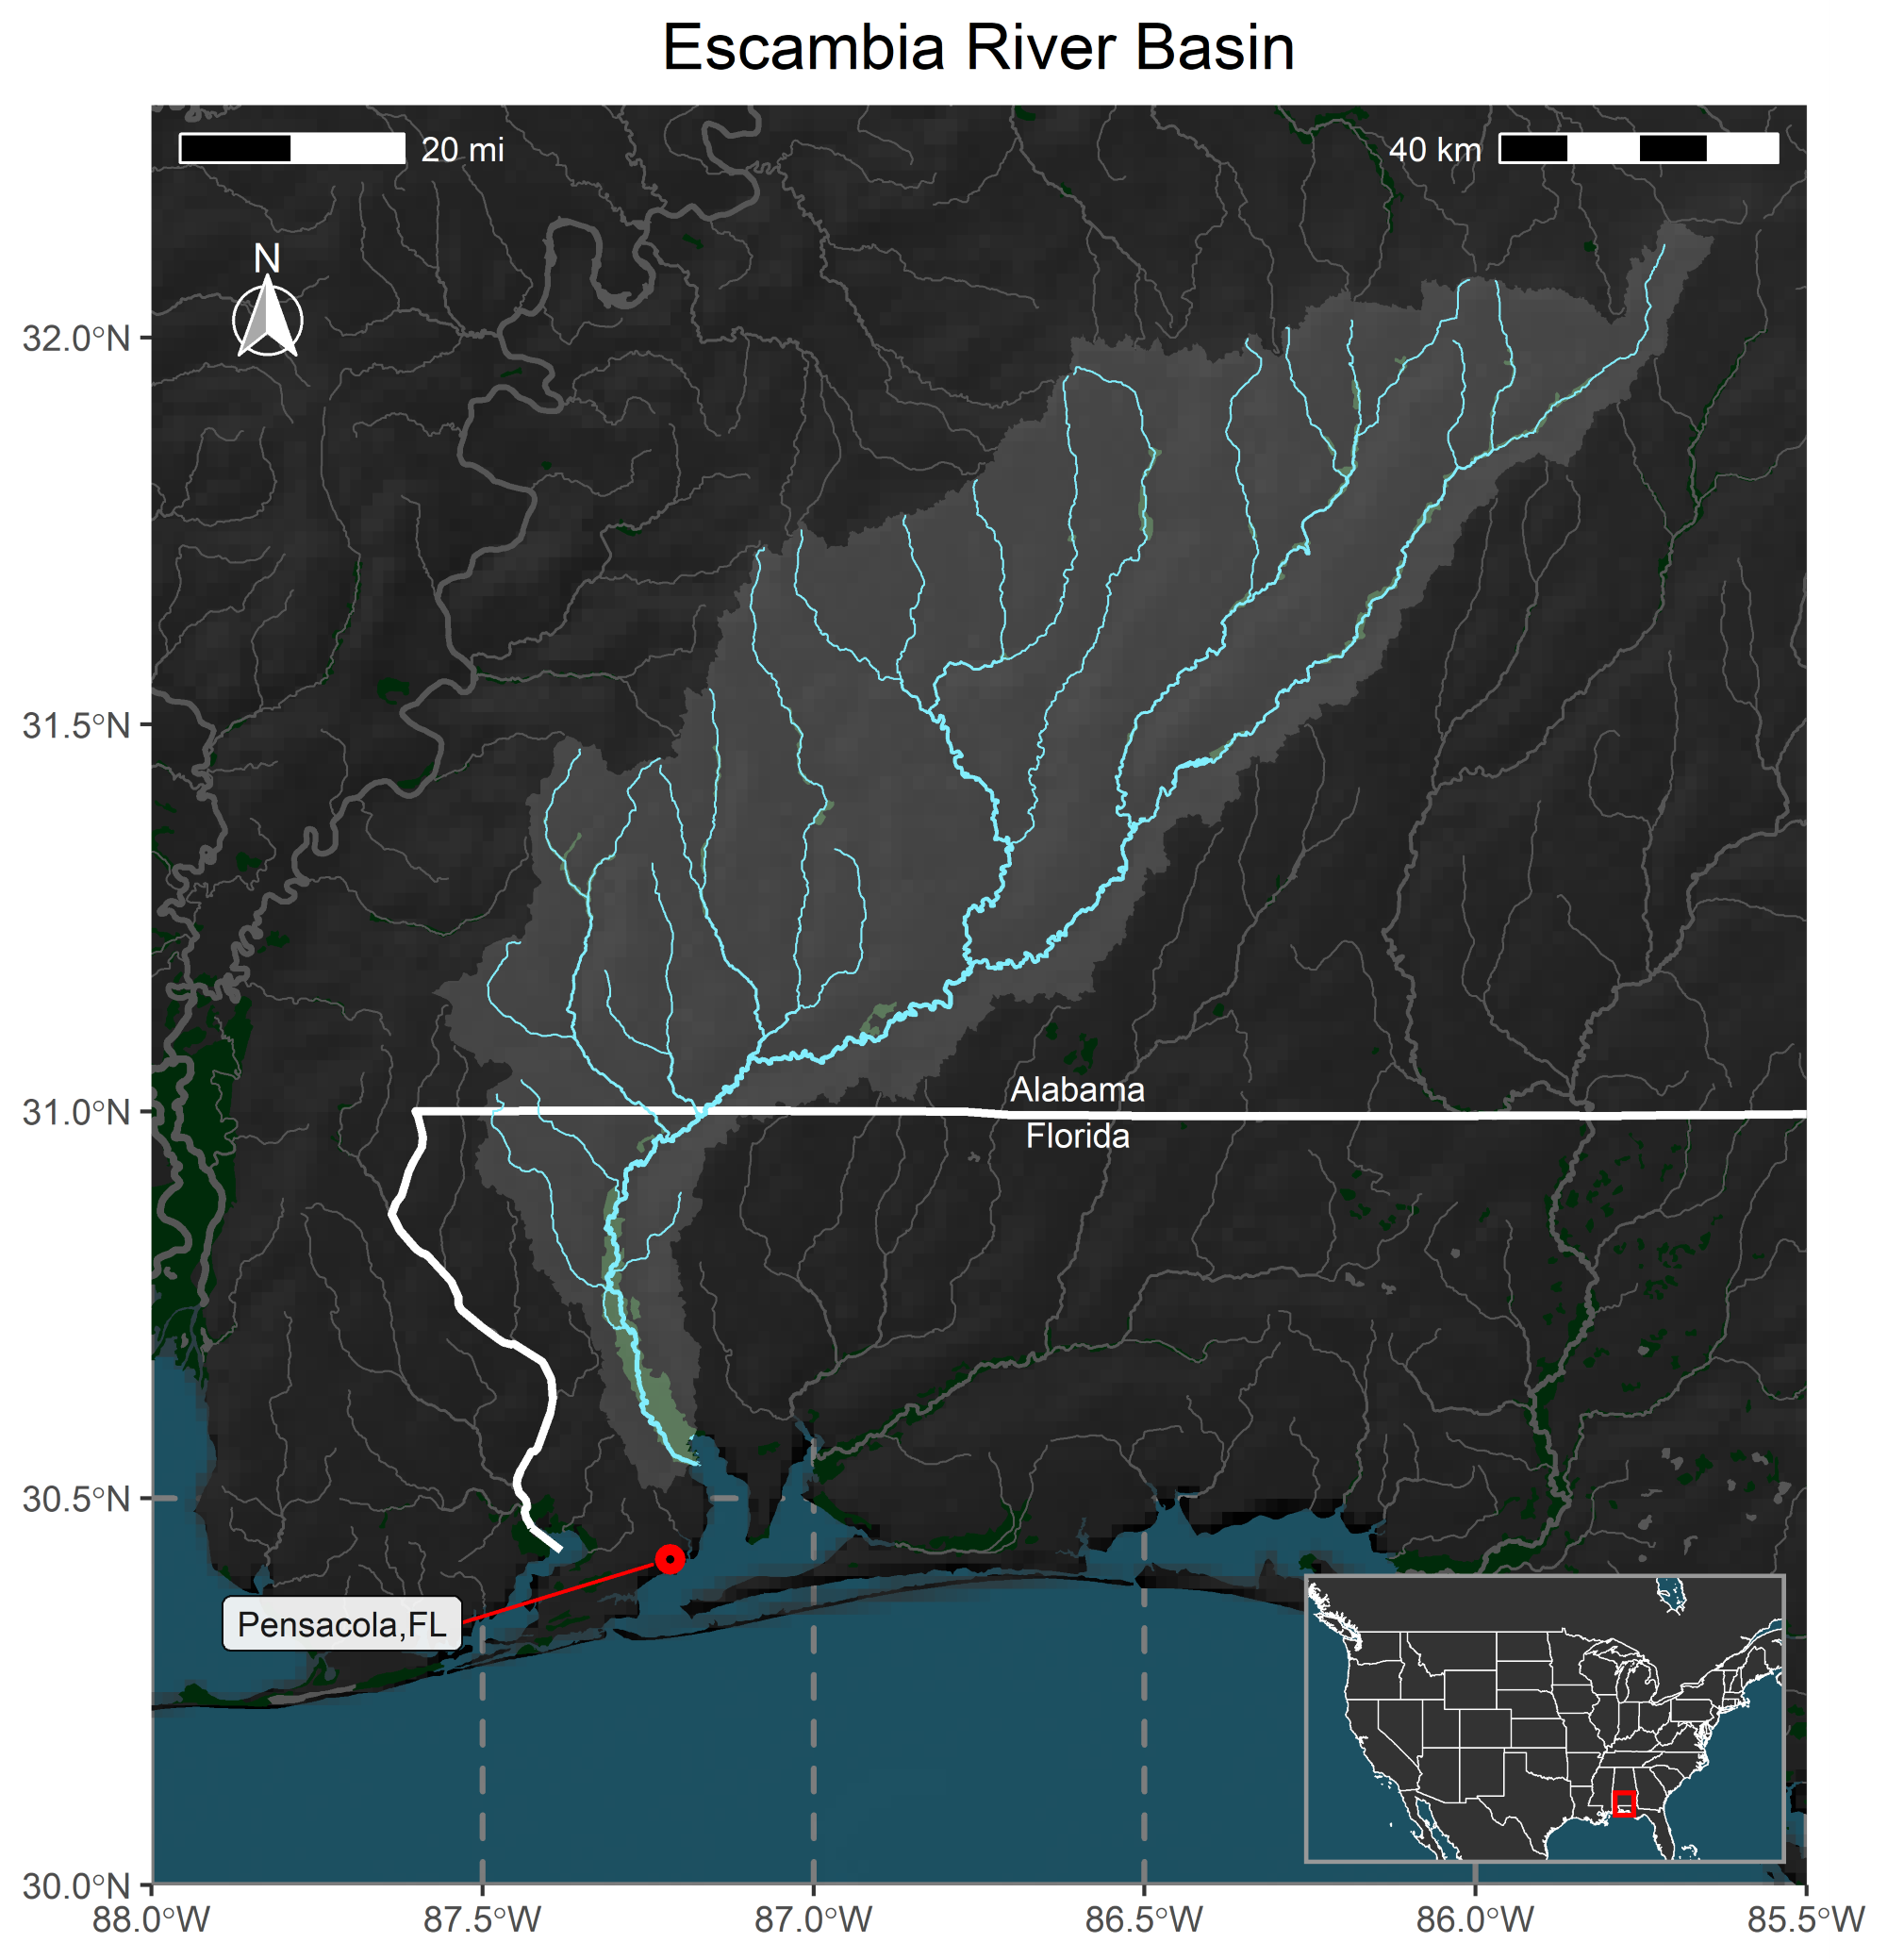 Escambia River Basin
20 mi
40 km
N
32.0°N
31.5°N
31.0°N
30.5°N
30.0°N
Alabama
Florida
Pensacola,FL
88.0°W
87.5°W
87.0°W
86.5°W
86.0°W
85.5°W